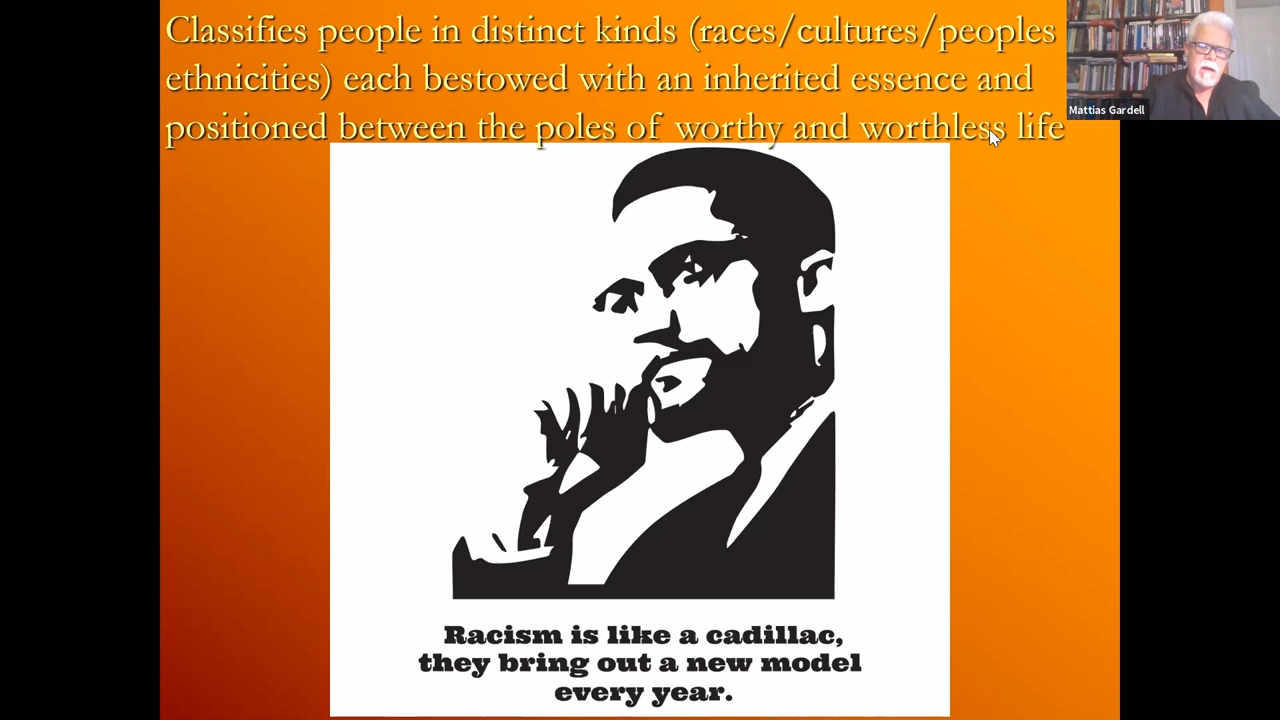 Classifies people in distinct kinds (races/cultures/peoples
ethnicities) each bestowed with an inherited essence and
positioned between the poles of worthy and worthless life
Mattias Gardell
Racism is like a cadillac,
they bring out a new model
every year.